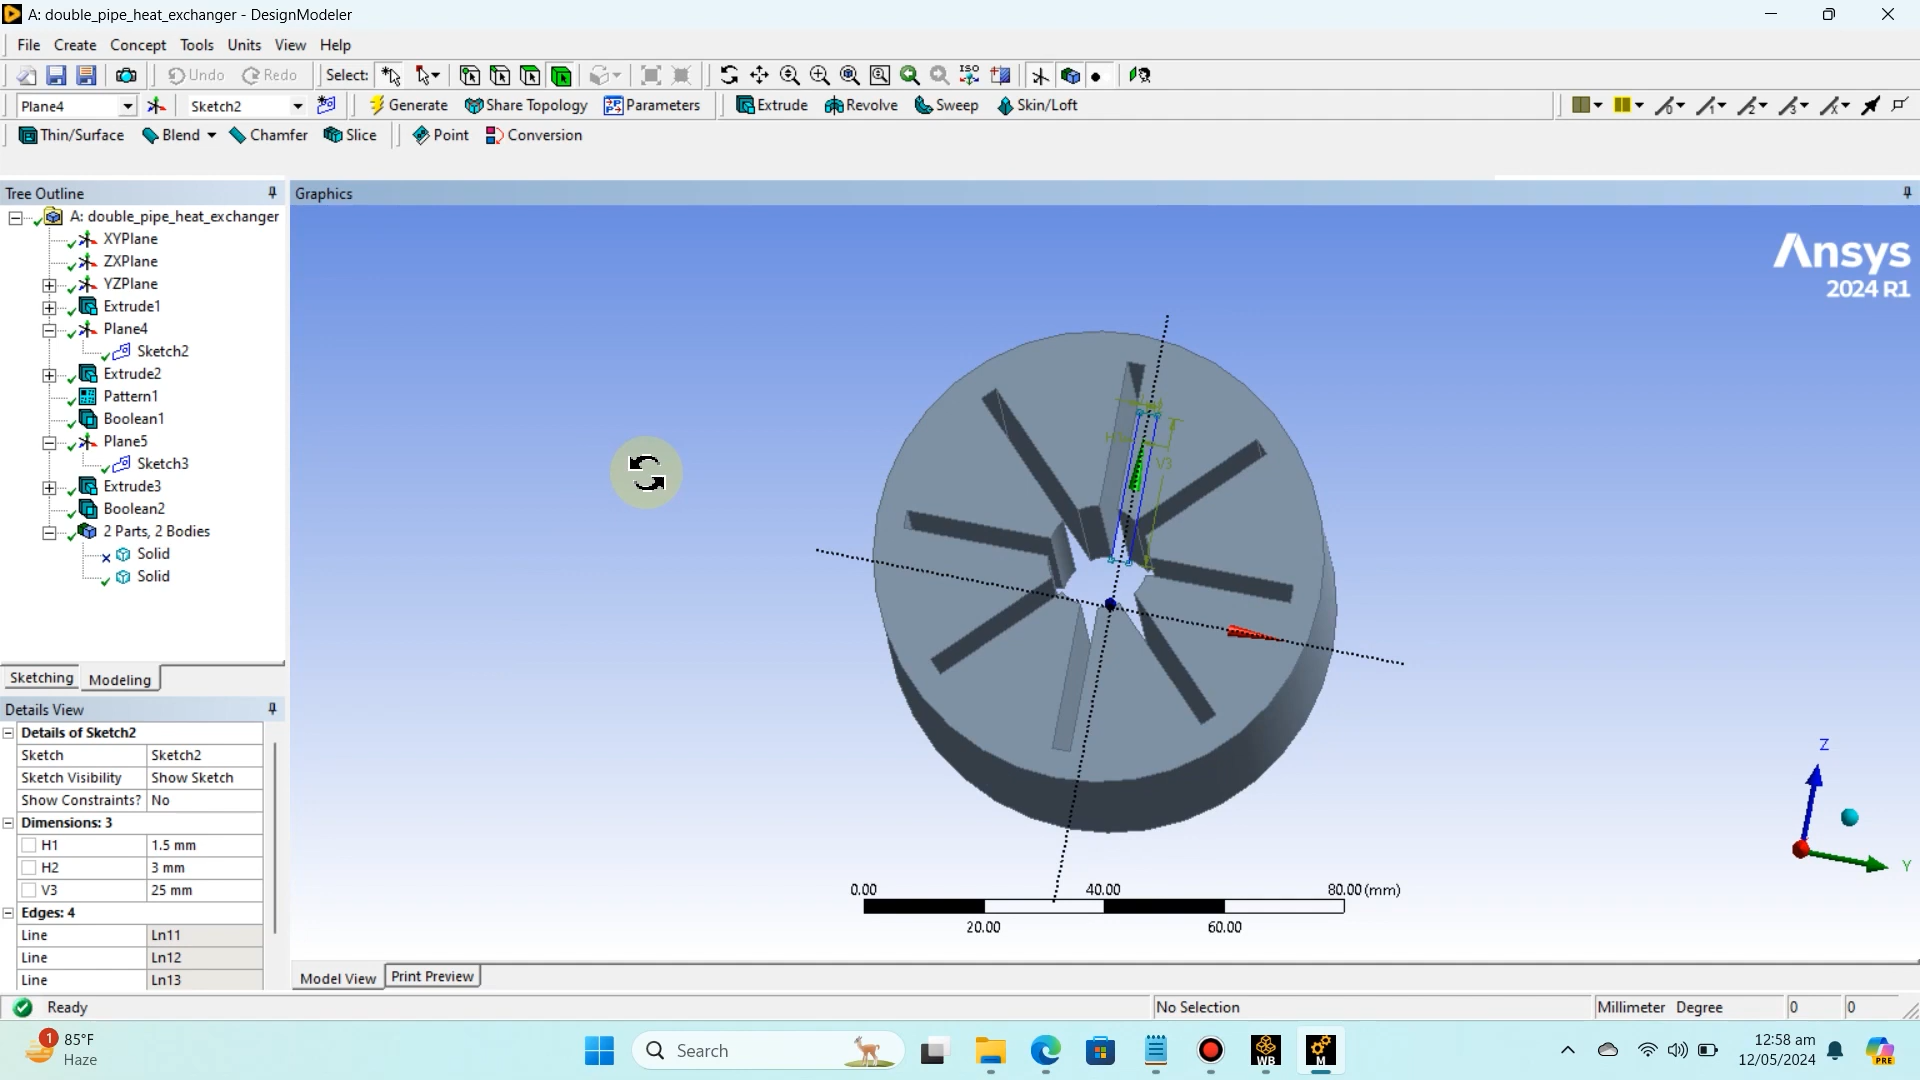 A: double_pipe_heat_exchanger - DesignModeler
File Create Concept Tools Units View Help
Undo Redo Select: ISO
Plane4 Sketch2 Generate Share Topology Parameters Extrude Revolve Sweep Skin/Loft
Thin/Surface Blend Chamfer Slice Point Conversion
Tree Outline
Graphics
A: double_pipe_heat_exchanger
XYPlane
ZXPlane
YZPlane
Extrude1
Plane4
Sketch2
Extrude2
Pattern1
Boolean1
Plane5
Sketch3
Extrude3
Boolean2
2 Parts, 2 Bodies
Solid
Solid
Sketching Modeling
Details View
Details of Sketch2
Sketch Sketch2
Sketch Visibility Show Sketch
Show Constraints? No
Dimensions: 3
H1 1.5 mm
H2 3 mm
V3 25 mm
Edges: 4
Line Ln11
Line Ln12
Line Ln13
Ansys
2024 R1
V3
Z
Y
0.00 40.00 80.00 (mm)
20.00 60.00
Model View Print Preview
Ready No Selection Millimeter Degree 0 0
1
85°F
Haze
Search
WB
M
12:58 am
12/05/2024
PRE